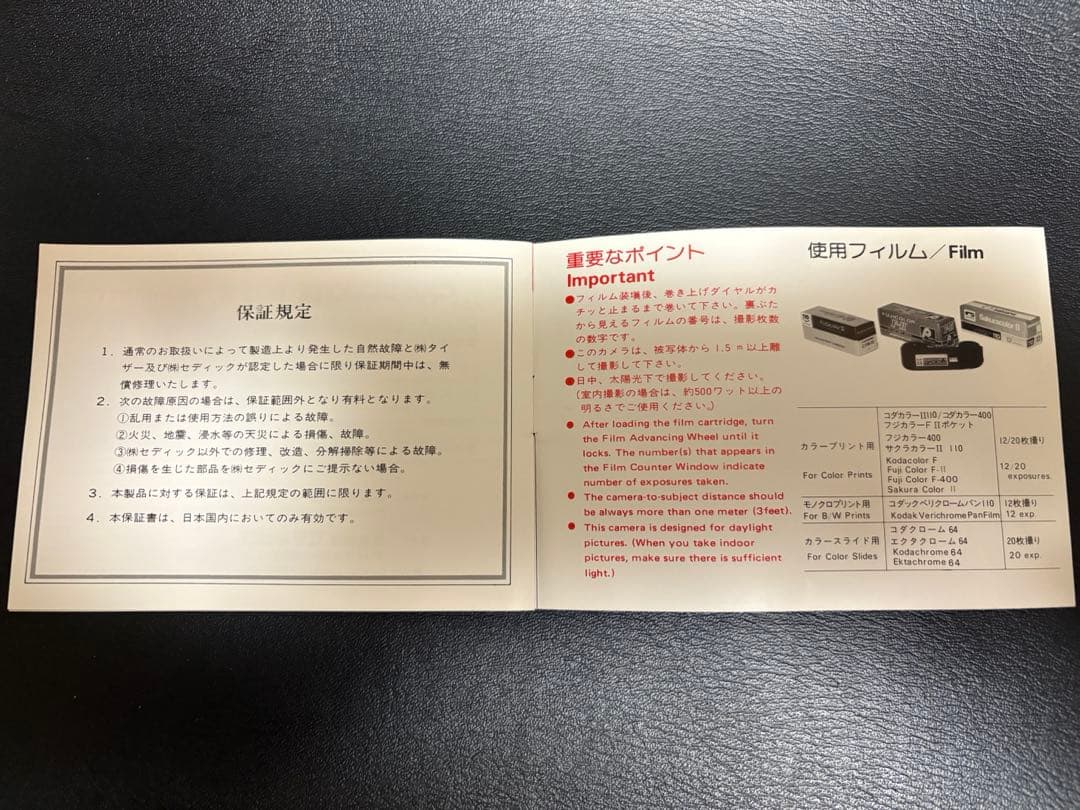 保証規定
1. 通常のお取扱いによって製造上より発生した自然故障と㈱タイ
ザー及び㈱セディックが認定した場合に限り保証期間中は、無
償修理いたします。
2. 次の故障原因の場合は、保証範囲外となり有料となります。
①乱用または使用方法の誤りによる故障。
②火災、地震、浸水等の天災による損傷、故障。
③㈱セディック以外での修理、改造、分解掃除等による故障。
④損傷を生じた部品を㈱セディックにご提示ない場合。
3. 本製品に対する保証は、上記規定の範囲に限ります。
4. 本保証書は、日本国内においてのみ有効です。
重要なポイント
Important
●フィルム装塡後、巻き上げダイヤルがカ
チッと止まるまで巻いて下さい。裏ぶた
から見えるフィルムの番号は、撮影枚数
の数字です。
●このカメラは、被写体から1.5m以上離
して撮影して下さい。
●日中、太陽光下で撮影してください。
(室内撮影の場合は、約500ワット以上の
明るさでご使用ください。)
● After loading the film cartridge, turn
the Film Advancing Wheel until it
locks. The number(s) that appears in
the Film Counter Window indicate
number of exposures taken.
● The camera-to-subject distance should
be always more than one meter (3feet).
● This camera is designed for daylight
pictures. (When you take indoor
pictures, make sure there is sufficient
light.)
使用フィルム/Film
Sakuracolor II
カラープリント用
For Color Prints
コダカラーII110/コダカラー400
フジカラーFIIポケット
フジカラー400
サクラカラーII 110
Kodacolor F
Fuji Color F-II
Fuji Color F-400
Sakura Color II
12/20枚撮り
12/20
exposures.
モノクロプリント用
For B/W Prints
コダックベリクロームパン110
Kodak Verichrome Pan Film
12枚撮り
12 exp.
カラースライド用
For Color Slides
コダクローム64
エクタクローム64
Kodachrome 64
Ektachrome 64
20枚撮り
20 exp.